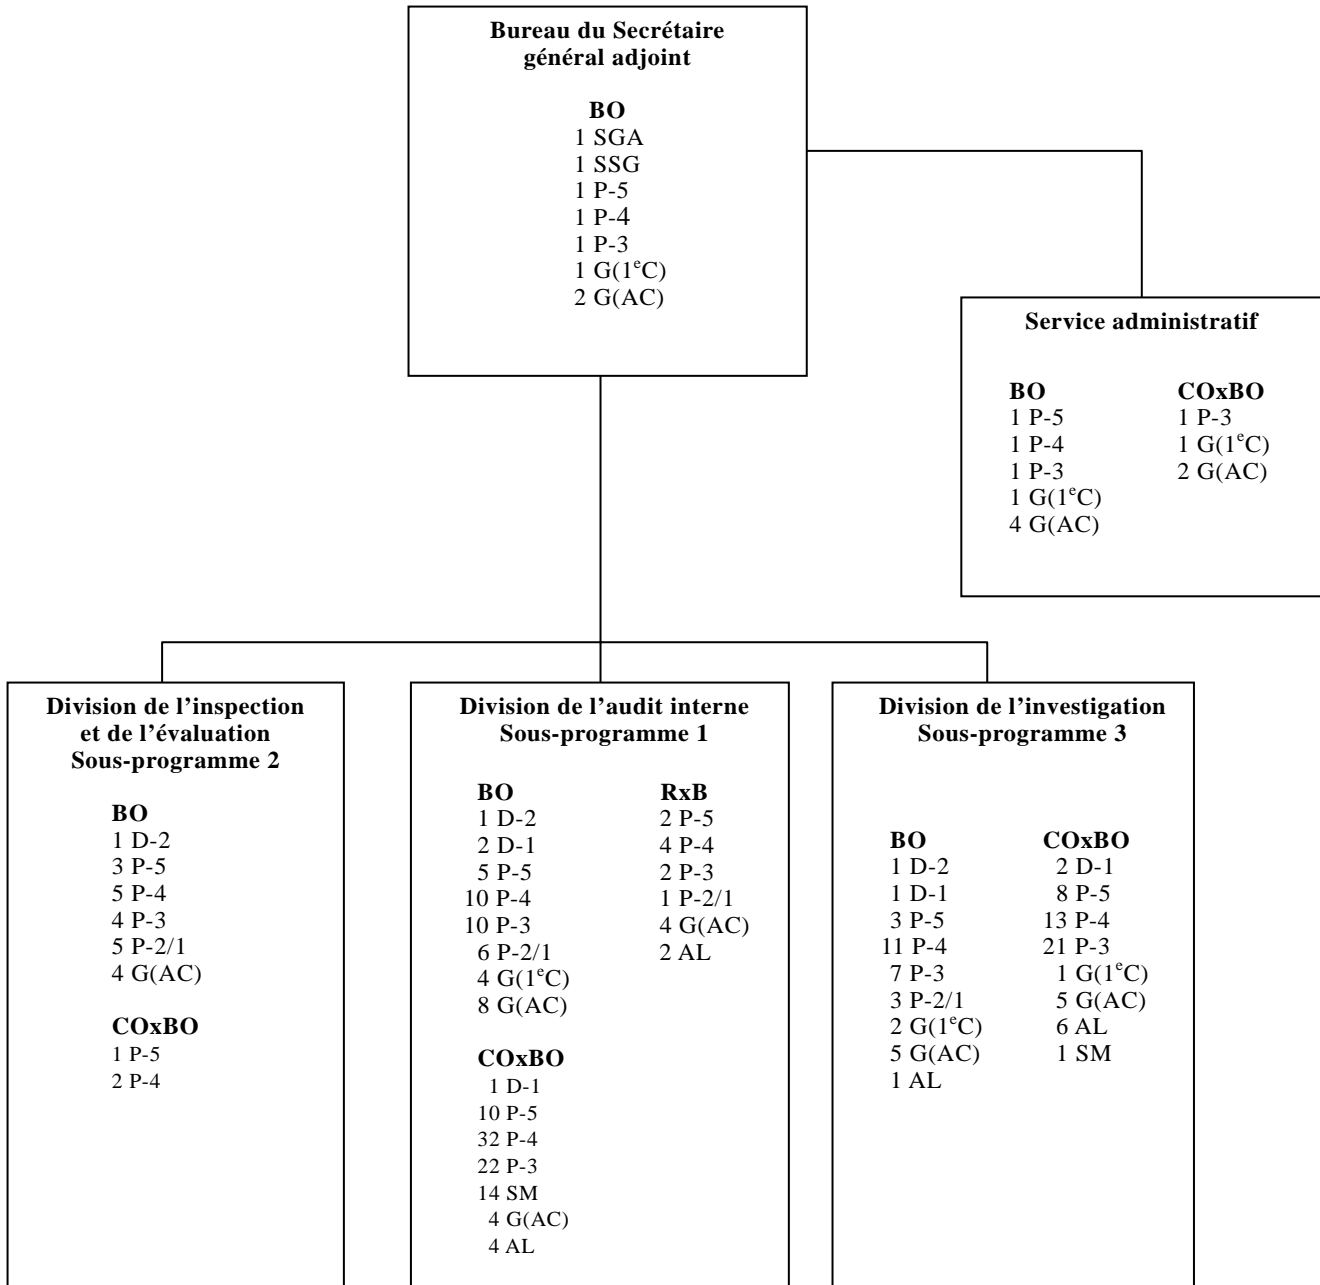 Bureau du Secrétaire
général adjoint
BO
1 SGA
1 SSG
1 P-5
1 P-4
1 P-3
1 G(1ᵉC)
2 G(AC)
Service administratif
BO
1 P-5
1 P-4
1 P-3
1 G(1ᵉC)
4 G(AC)
COxBO
1 P-3
1 G(1ᵉC)
2 G(AC)
Division de l’inspection
et de l’évaluation
Sous-programme 2
BO
1 D-2
3 P-5
5 P-4
4 P-3
5 P-2/1
4 G(AC)
COxBO
1 P-5
2 P-4
Division de l’audit interne
Sous-programme 1
BO
1 D-2
2 D-1
5 P-5
10 P-4
10 P-3
6 P-2/1
4 G(1ᵉC)
8 G(AC)
RxB
2 P-5
4 P-4
2 P-3
1 P-2/1
4 G(AC)
2 AL
COxBO
1 D-1
10 P-5
32 P-4
22 P-3
14 SM
4 G(AC)
4 AL
Division de l’investigation
Sous-programme 3
BO
1 D-2
1 D-1
3 P-5
11 P-4
7 P-3
3 P-2/1
2 G(1ᵉC)
5 G(AC)
1 AL
COxBO
2 D-1
8 P-5
13 P-4
21 P-3
1 G(1ᵉC)
5 G(AC)
6 AL
1 SM